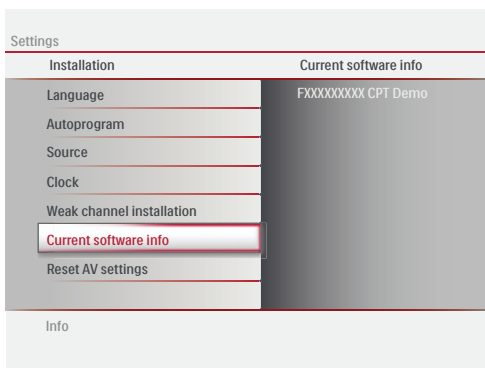 Settings
Installation
Current software info
Language
FXXXXXXXXX CPT Demo
Autoprogram
Source
Clock
Weak channel installation
Current software info
Reset AV settings
Info